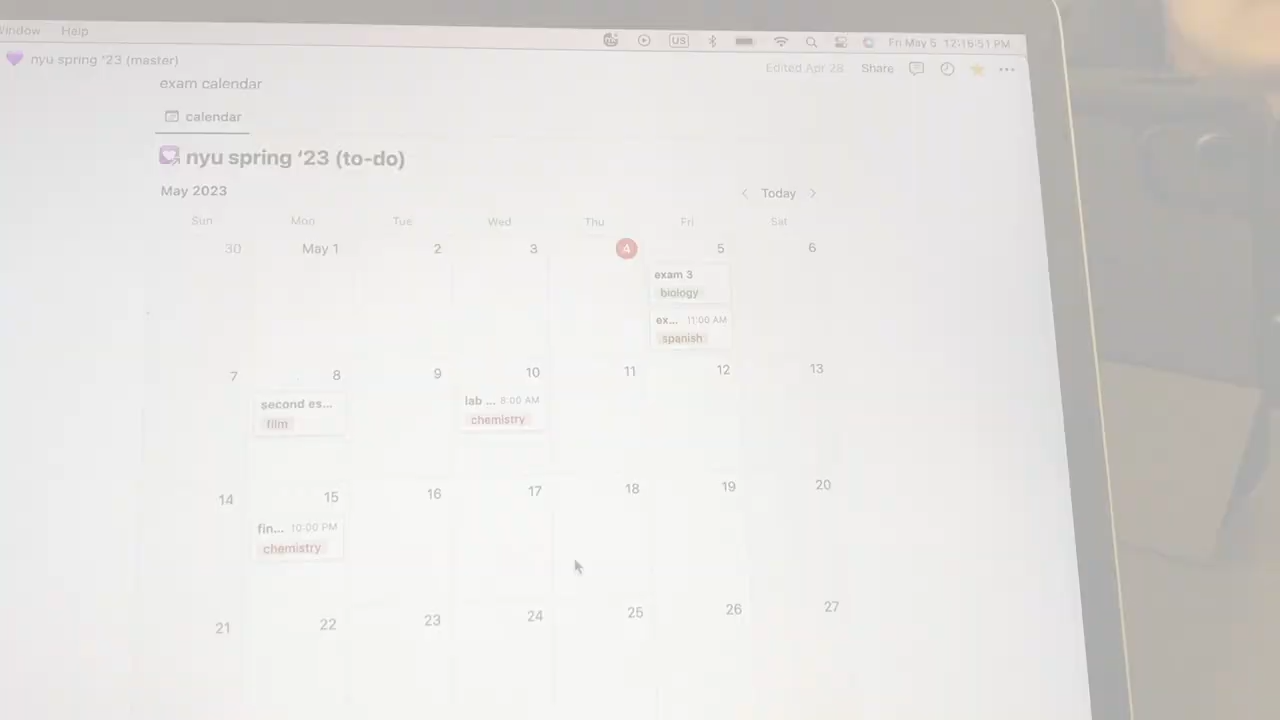 Window Help US Fri May 5 12:16:51 PM
nyu spring '23 (master) Edited Apr 28 Share
exam calendar
calendar
nyu spring '23 (to-do)
May 2023 Today
Sun Mon Tue Wed Thu Fri Sat
30 May 1 2 3 4 5 6
exam 3
biology
ex... 11:00 AM
spanish
7 8 9 10 11 12 13
second es... lab ... 8:00 AM
film chemistry
14 15 16 17 18 19 20
fin... 10:00 PM
chemistry
21 22 23 24 25 26 27